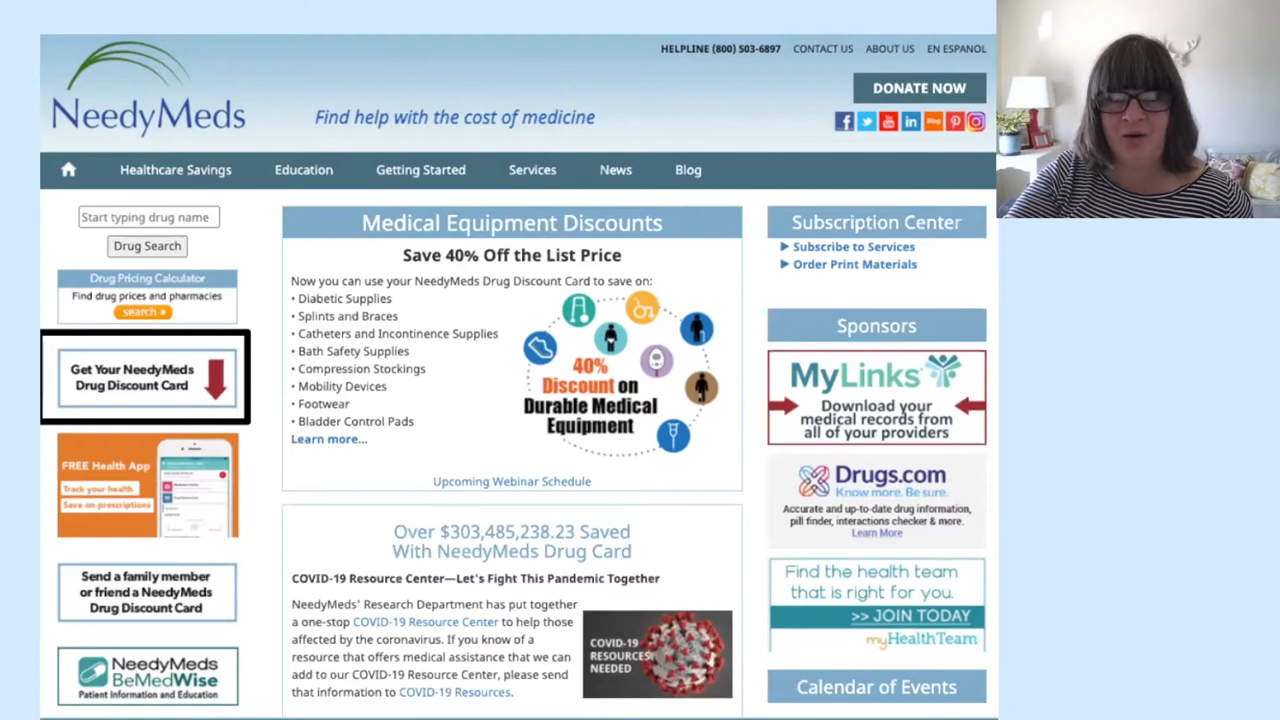 HELPLINE (800) 503-6897 CONTACT US ABOUT US EN ESPANOL
NeedyMeds
Find help with the cost of medicine
DONATE NOW
Healthcare Savings Education Getting Started Services News Blog
Start typing drug name
Drug Search
Drug Pricing Calculator
Find drug prices and pharmacies
search »
Get Your NeedyMeds
Drug Discount Card
FREE Health App
Track your health
Save on prescriptions
Send a family member
or friend a NeedyMeds
Drug Discount Card
NeedyMeds
BeMedWise
Patient Information and Education
Medical Equipment Discounts
Save 40% Off the List Price
Now you can use your NeedyMeds Drug Discount Card to save on:
• Diabetic Supplies
• Splints and Braces
• Catheters and Incontinence Supplies
• Bath Safety Supplies
• Compression Stockings
• Mobility Devices
• Footwear
• Bladder Control Pads
Learn more...
40%
Discount on
Durable Medical
Equipment
Upcoming Webinar Schedule
Over $303,485,238.23 Saved
With NeedyMeds Drug Card
COVID-19 Resource Center—Let's Fight This Pandemic Together
NeedyMeds' Research Department has put together
a one-stop COVID-19 Resource Center to help those
affected by the coronavirus. If you know of a
resource that offers medical assistance that we can
add to our COVID-19 Resource Center, please send
that information to COVID-19 Resources.
COVID-19
RESOURCES
NEEDED
Subscription Center
Subscribe to Services
Order Print Materials
Sponsors
MyLinks
Download your
medical records from
all of your providers
Drugs.com
Know more. Be sure.
Accurate and up-to-date drug information,
pill finder, interactions checker & more.
Learn More
Find the health team
that is right for you.
>> JOIN TODAY
myHealthTeam
Calendar of Events